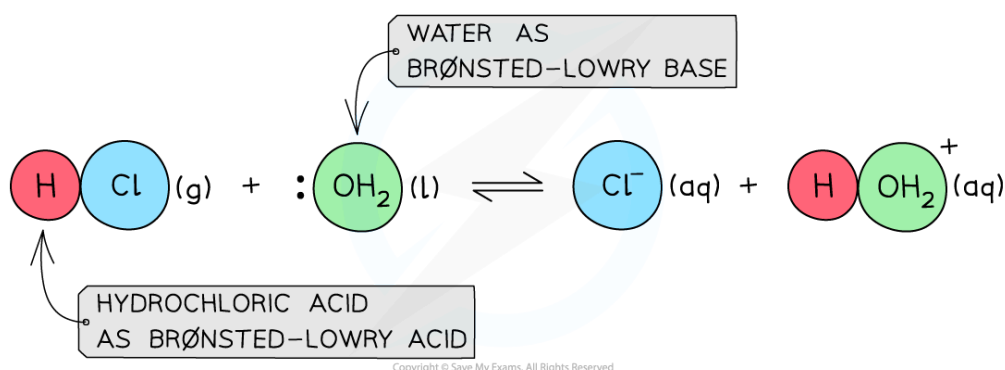 WATER AS
BRØNSTED-LOWRY BASE
H Cl (g) + : OH₂ (l) ⇌ Cl⁻ (aq) + H OH₂⁺ (aq)
HYDROCHLORIC ACID
AS BRØNSTED-LOWRY ACID
Copyright © Save My Exams. All Rights Reserved